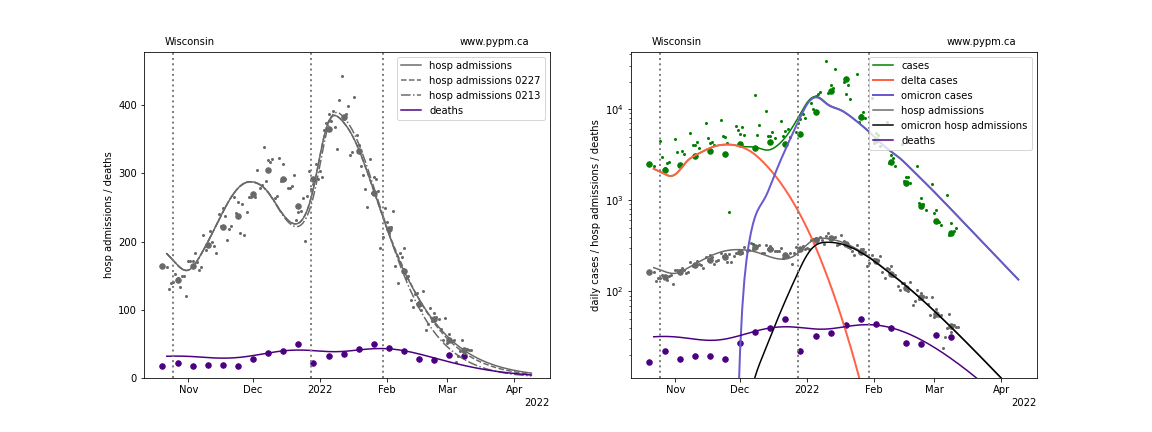 Wisconsin
www.pypm.ca
hosp admissions
hosp admissions 0227
hosp admissions 0213
deaths
hosp admissions / deaths
400
300
200
100
0
Nov
Dec
2022
Feb
Mar
Apr
2022
Wisconsin
www.pypm.ca
cases
delta cases
omicron cases
hosp admissions
omicron hosp admissions
deaths
daily cases / hosp admissions / deaths
10⁴
10³
10²
Nov
Dec
2022
Feb
Mar
Apr
2022